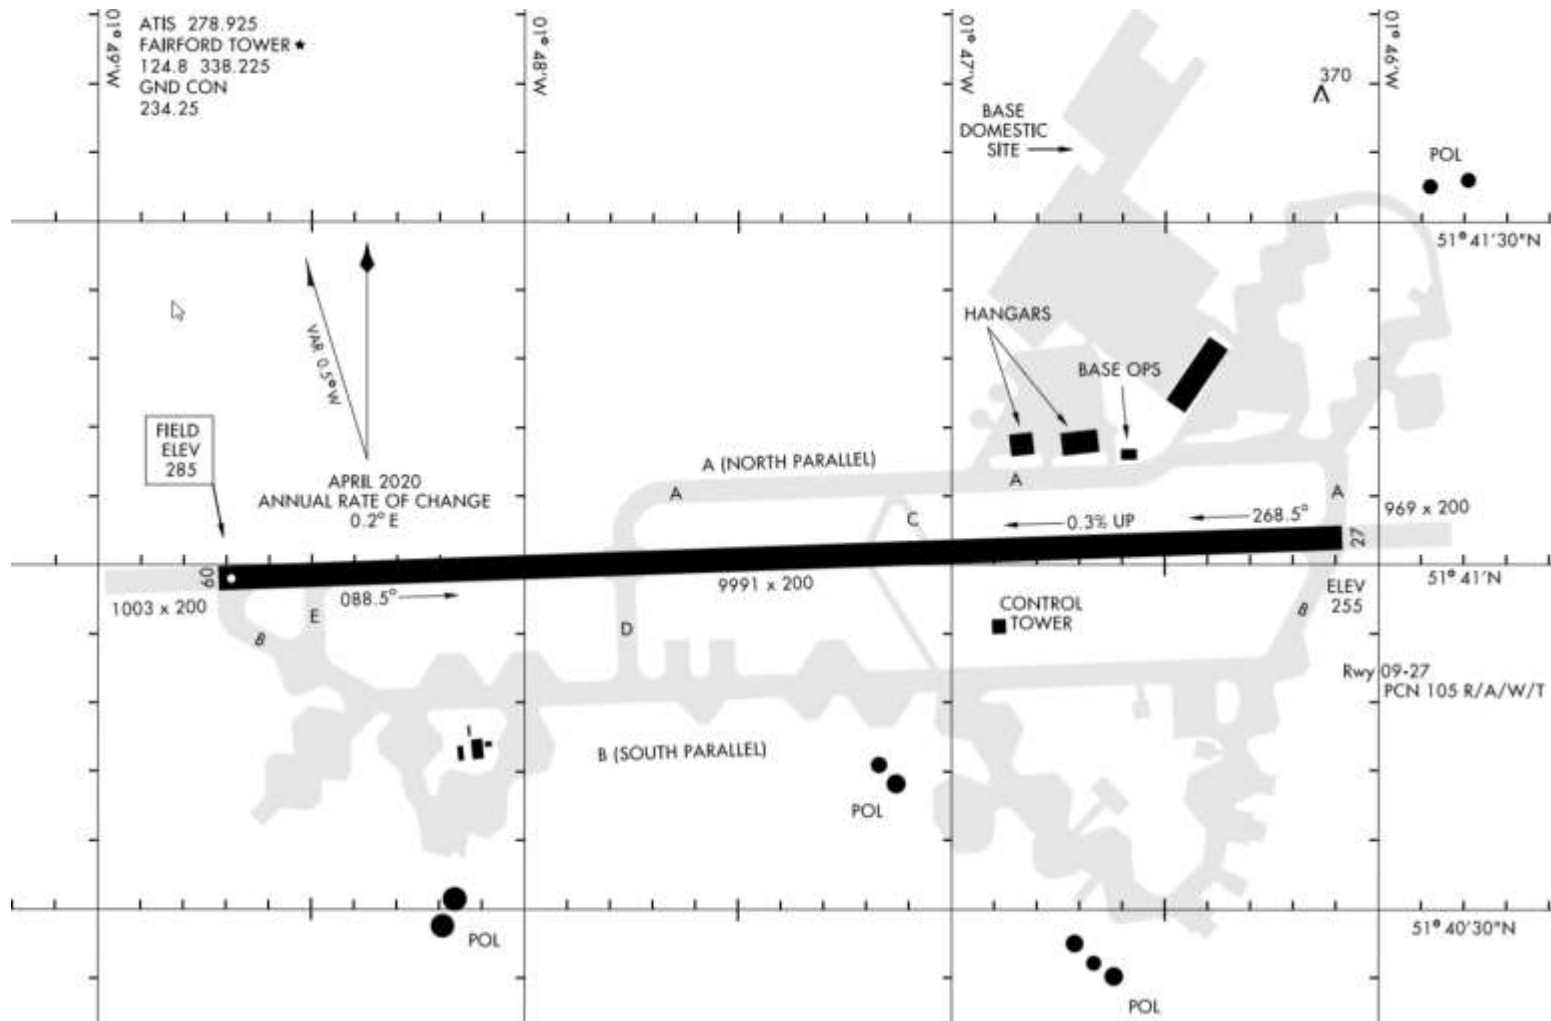 ATIS 278.925
FAIRFORD TOWER ★
124.8 338.225
GND CON
234.25
01° 49'W
01° 48'W
01° 47'W
01° 46'W
370
BASE
DOMESTIC
SITE
POL
51° 41'30"N
VAR 0.5° W
HANGARS
BASE OPS
FIELD
ELEV
285
APRIL 2020
ANNUAL RATE OF CHANGE
0.2° E
A (NORTH PARALLEL)
A
A
A
C
0.3% UP
268.5°
969 x 200
27
09
1003 x 200
088.5°
9991 x 200
51° 41'N
ELEV
255
CONTROL
TOWER
B
E
D
B
Rwy 09-27
PCN 105 R/A/W/T
B (SOUTH PARALLEL)
POL
POL
51° 40'30"N
POL